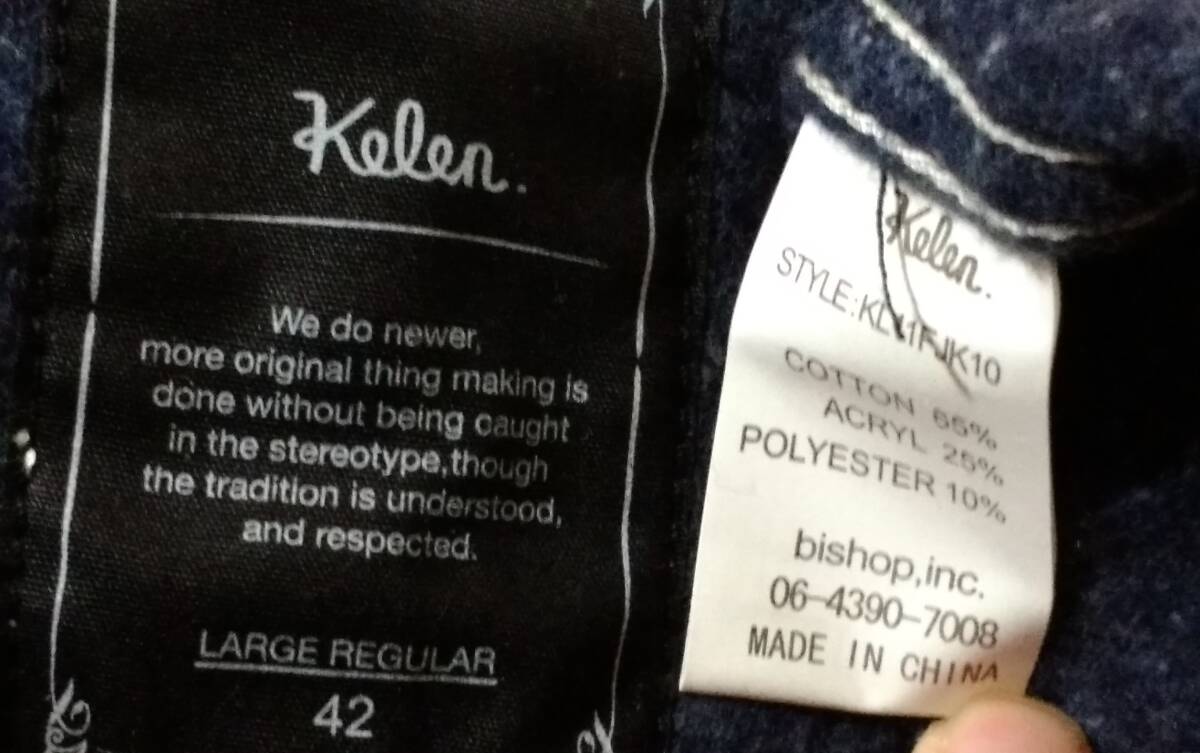 Kelen.
We do newer,
more original thing making is
done without being caught
in the stereotype,though
the tradition is understood,
and respected.
LARGE REGULAR
42
Kelen.
COTTON 65%
ACRYL 25%
POLYESTER 10%
bishop,inc.
06-4390-7008
MADE IN CHINA